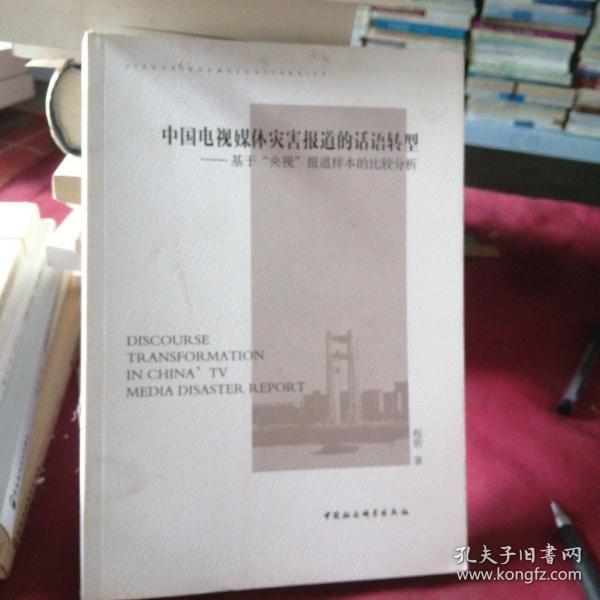 中国电视媒体灾害报道的话语转型
——基于“央视”报道样本的比较分析
DISCOURSE
TRANSFORMATION
IN CHINA’ TV
MEDIA DISASTER REPORT
著
中国社会科学出版社
孔夫子旧书网
www.kongfz.com